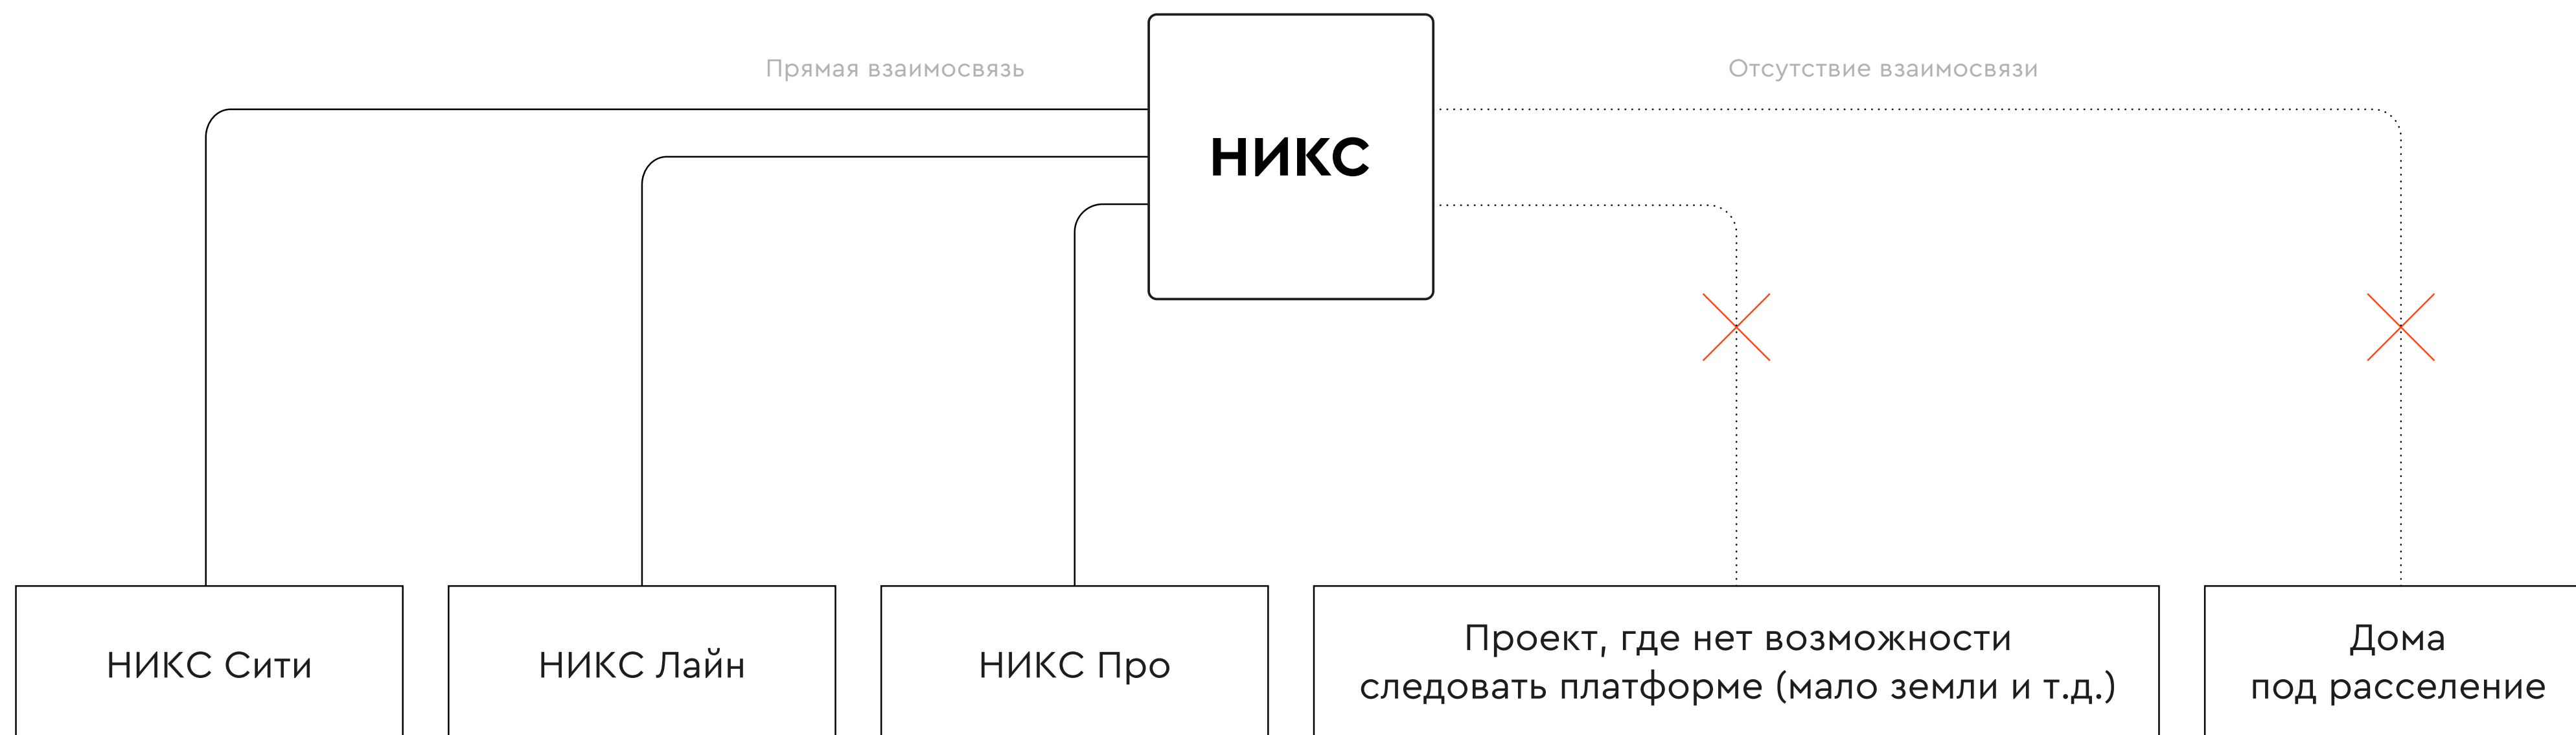 Прямая взаимосвязь
Отсутствие взаимосвязи
НИКС
НИКС Сити
НИКС Лайн
НИКС Про
Проект, где нет возможности
следовать платформе (мало земли и т.д.)
Дома
под расселение